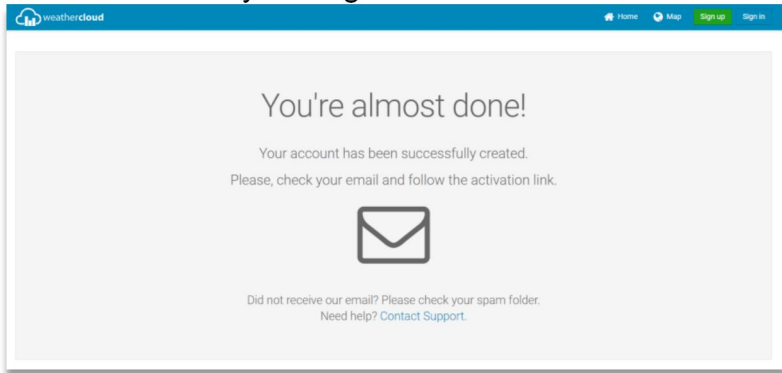 weathercloud
Home Map Sign up Sign in
You're almost done!
Your account has been successfully created.
Please, check your email and follow the activation link.
Did not receive our email? Please check your spam folder.
Need help? Contact Support.